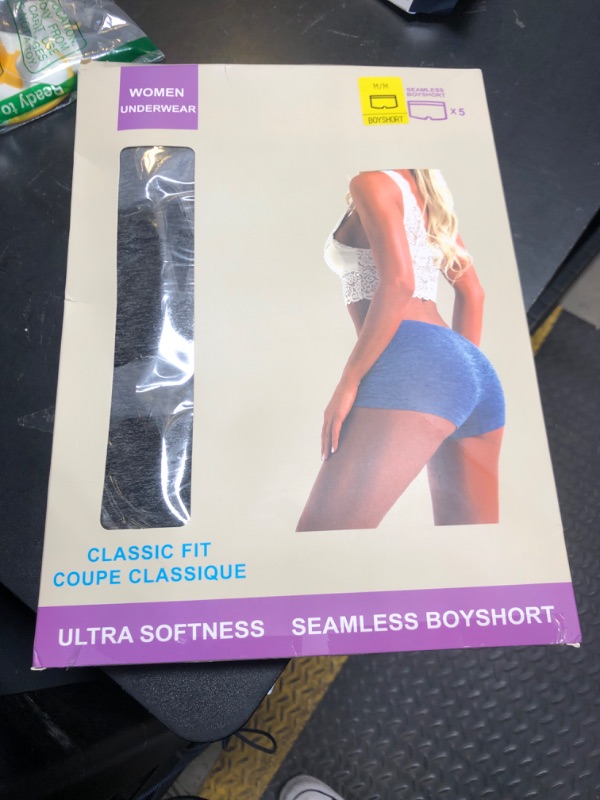 Ready to
WOMEN
UNDERWEAR
M/M
BOYSHORT
SEAMLESS
BOYSHORT
x 5
CLASSIC FIT
COUPE CLASSIQUE
ULTRA SOFTNESS SEAMLESS BOYSHORT